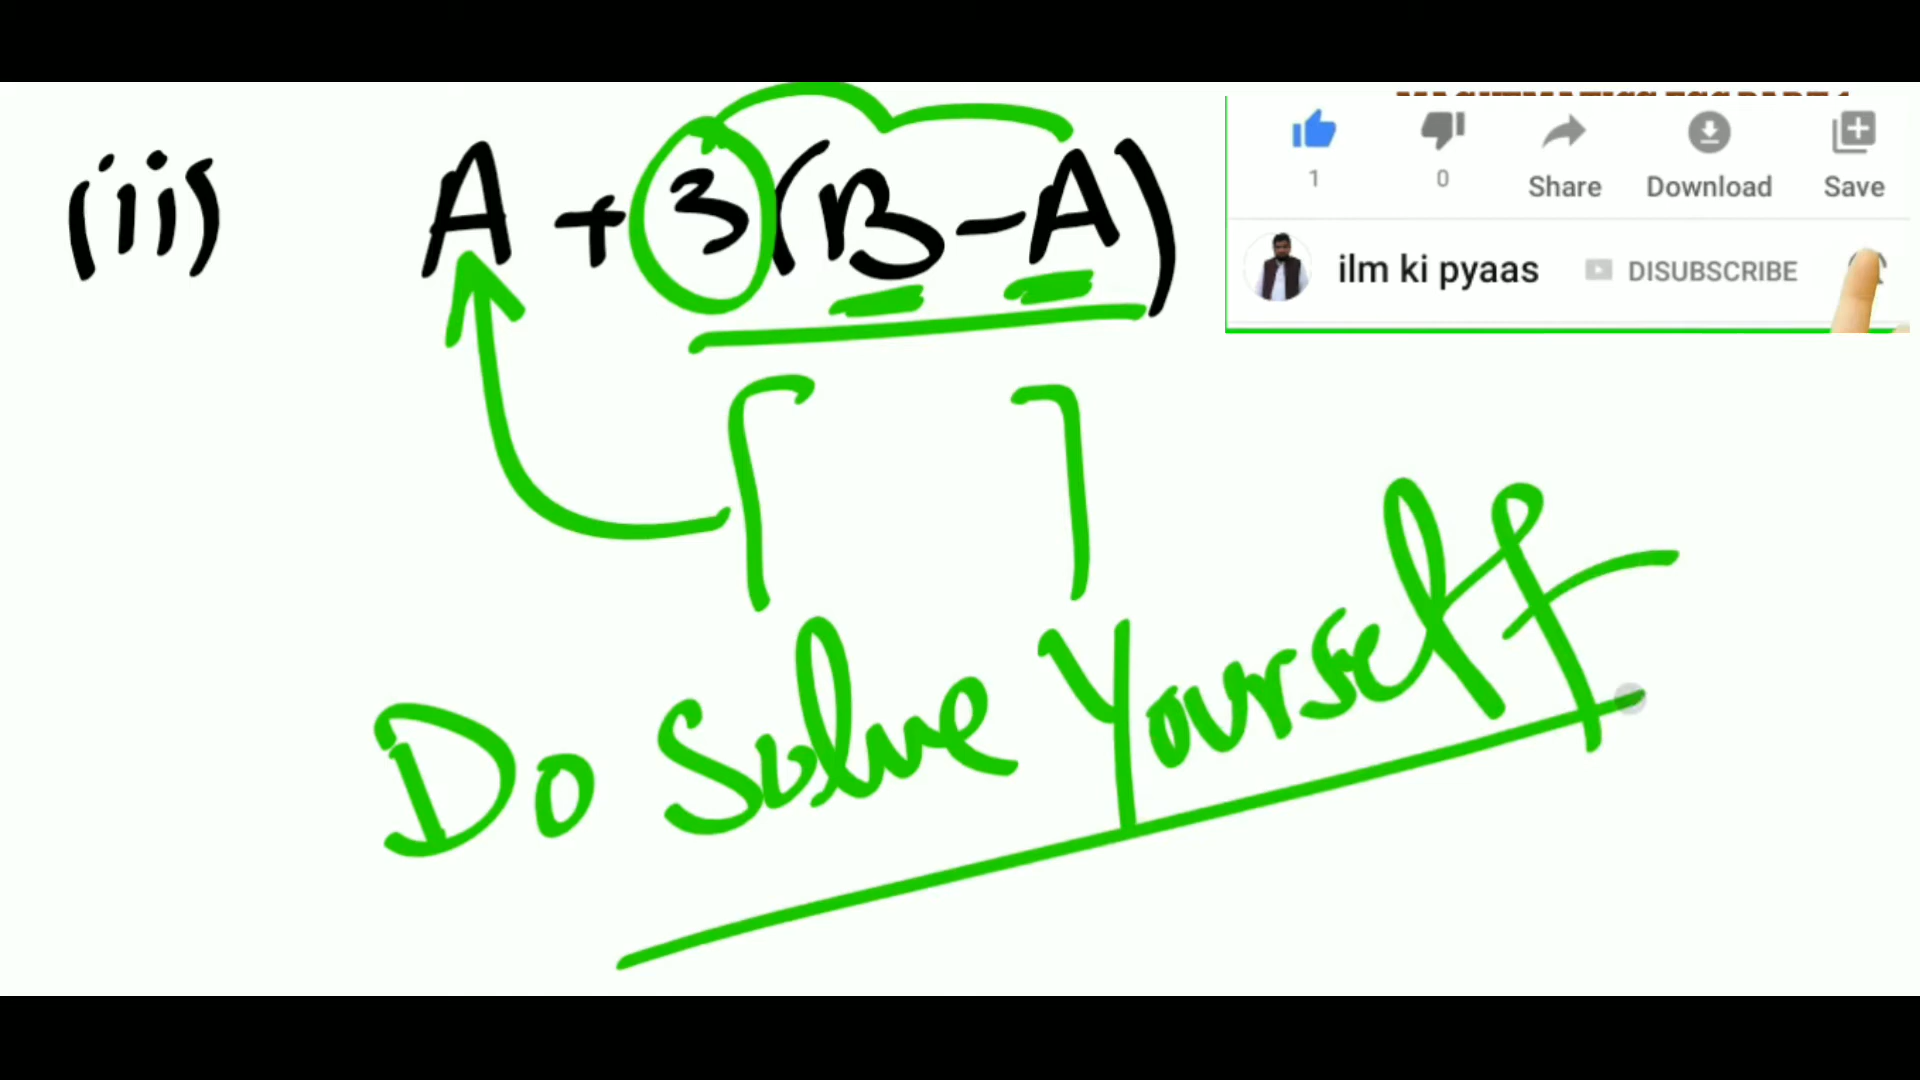 (ii) A + 3 (B - A)
1 0 Share Download Save
ilm ki pyaas DISUBSCRIBE
Do Solve Yourself